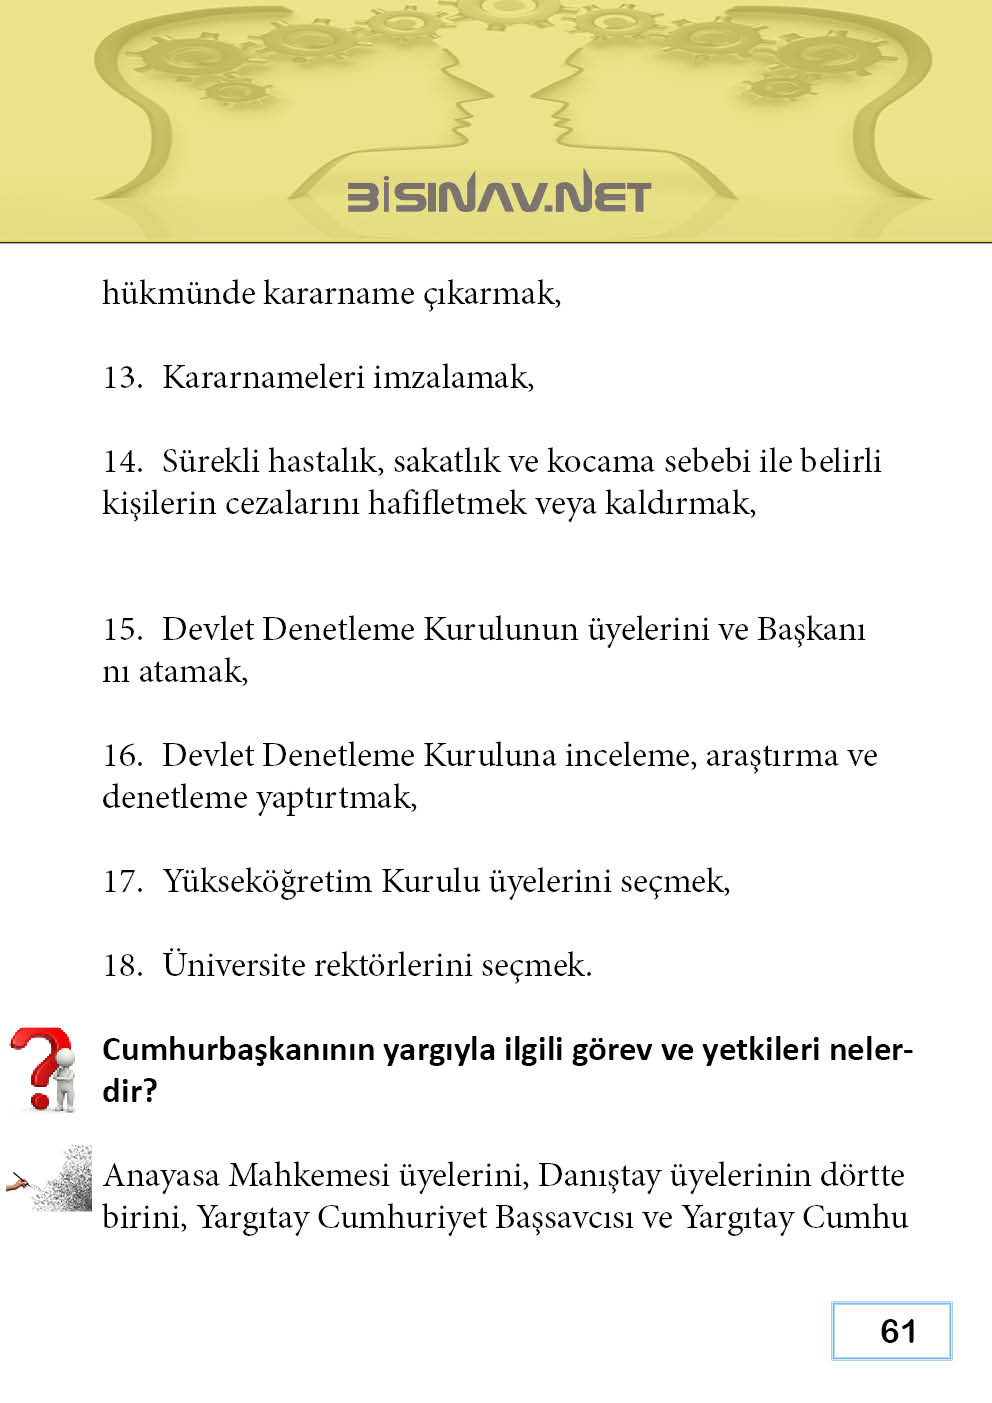 BİSINAV.NET
hükmünde kararname çıkarmak,
13. Kararnameleri imzalamak,
14. Sürekli hastalık, sakatlık ve kocama sebebi ile belirli
kişilerin cezalarını hafifletmek veya kaldırmak,
15. Devlet Denetleme Kurulunun üyelerini ve Başkanı
nı atamak,
16. Devlet Denetleme Kuruluna inceleme, araştırma ve
denetleme yaptırtmak,
17. Yükseköğretim Kurulu üyelerini seçmek,
18. Üniversite rektörlerini seçmek.
Cumhurbaşkanının yargıyla ilgili görev ve yetkileri neler-
dir?
Anayasa Mahkemesi üyelerini, Danıştay üyelerinin dörtte
birini, Yargıtay Cumhuriyet Başsavcısı ve Yargıtay Cumhu
61